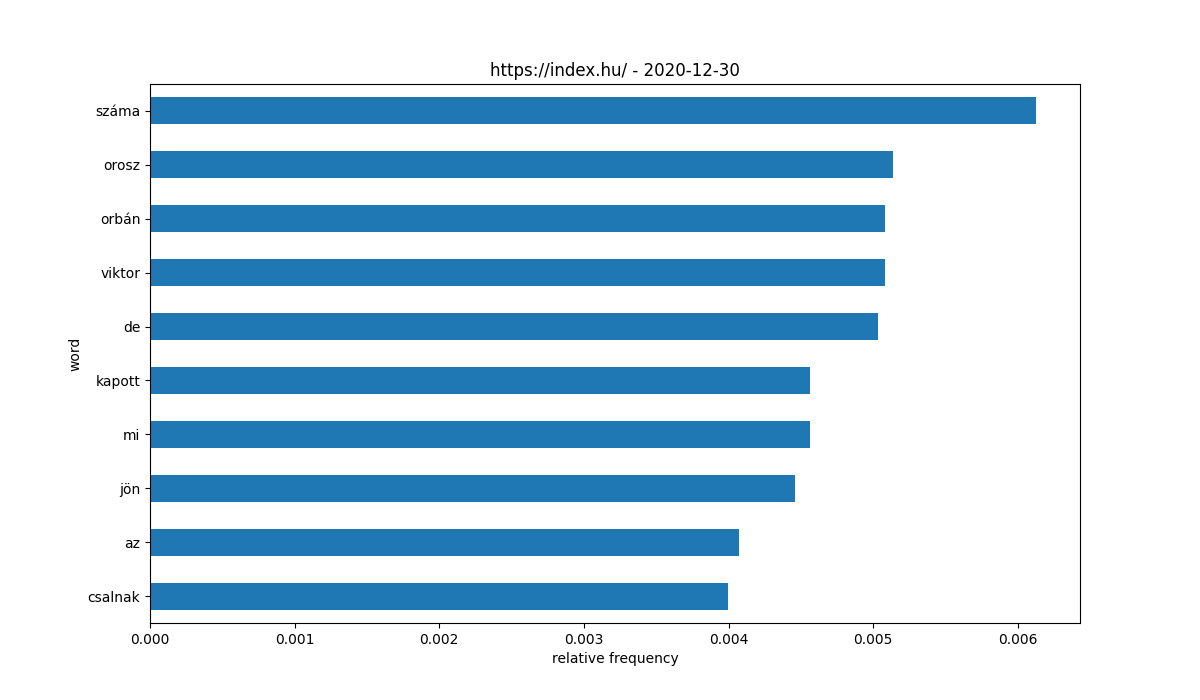 https://index.hu/ - 2020-12-30
száma
orosz
orbán
viktor
de
kapott
mi
jön
az
csalnak
word
0.000 0.001 0.002 0.003 0.004 0.005 0.006
relative frequency